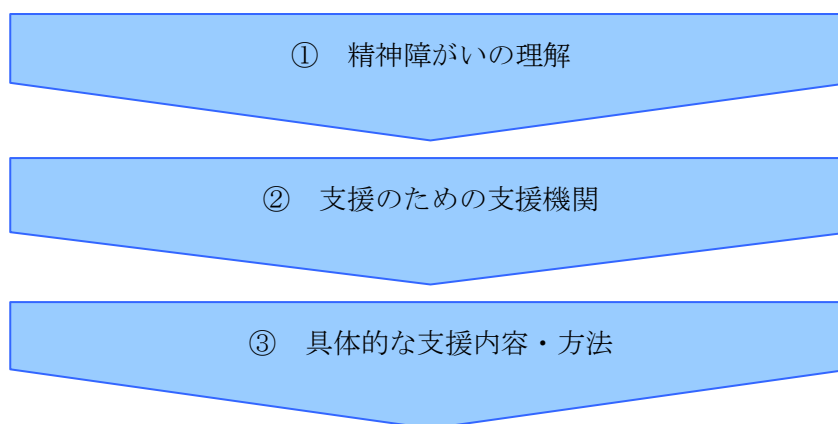 ① 精神障がいの理解
② 支援のための支援機関
③ 具体的な支援内容・方法